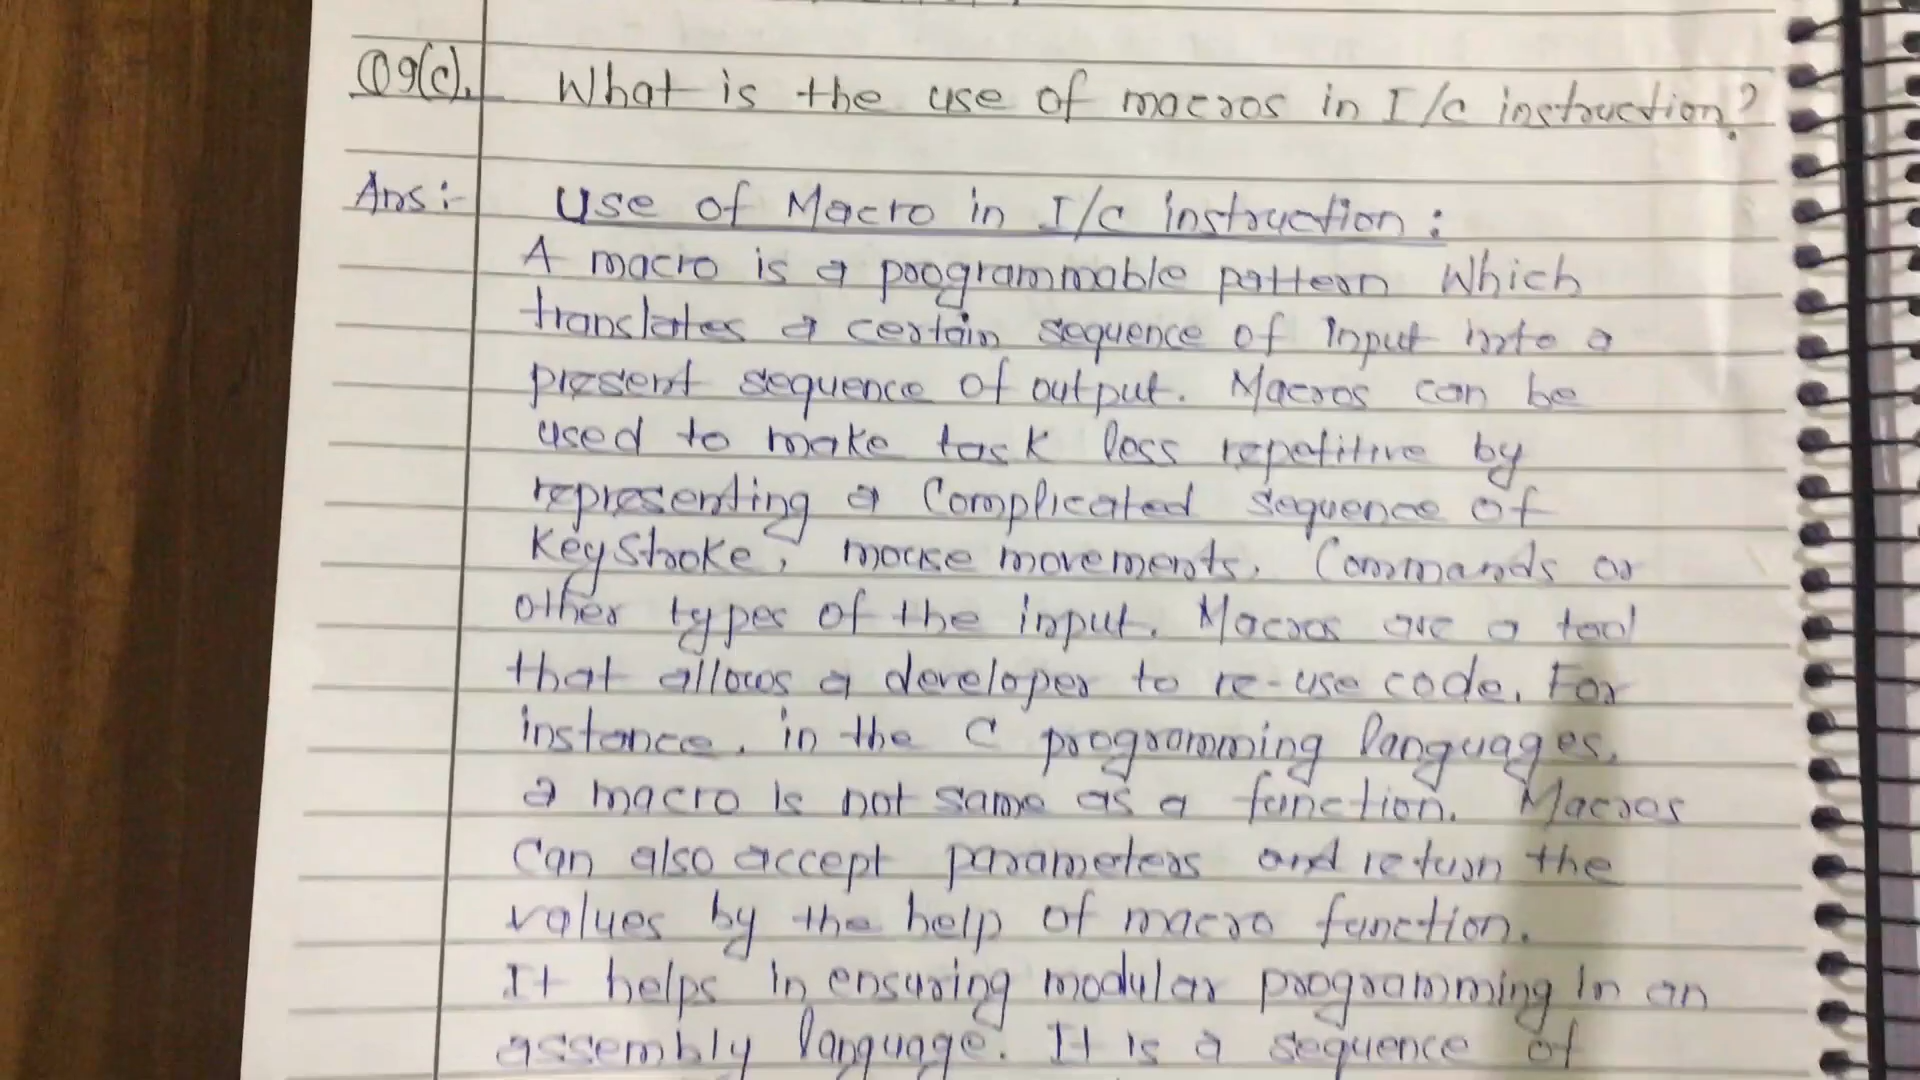 Q9(c). What is the use of macros in I/c instruction?
Ans:- Use of Macro in I/c instruction:
A macro is a programmable pattern Which
translates a certain sequence of Input into a
present sequence of output. Macros can be
used to make task less repetitive by
representing a Complicated sequence of
Keystroke, mouse movements. Commands or
other types of the input. Macros are a tool
that allows a developer to re-use code. For
instance. in the C programming languages.
a macro is not same as a function. Macros
Can also accept parameters and return the
values by the help of macro function.
It helps in ensuring modular programming in an
assembly language. It is a sequence of